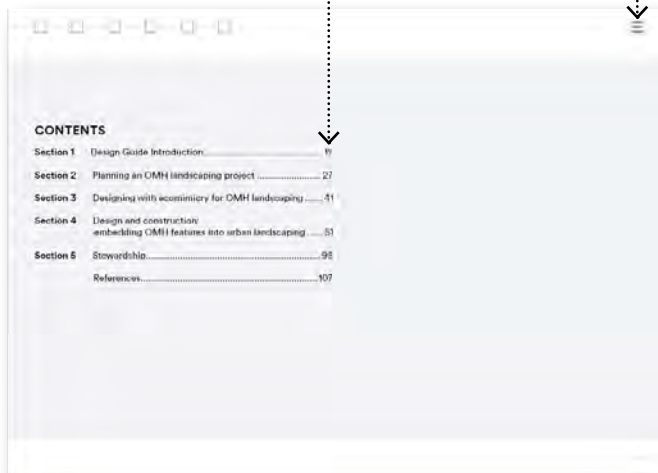 CONTENTS
Section 1 Design Guide Introduction
Section 2 Planning an OMH landscaping project 27
Section 3 Designing with ecomimicry for OMH landscaping 41
Section 4 Design and construction:
embedding OMH features into urban landscaping 51
Section 5 Stewardship 95
References 107